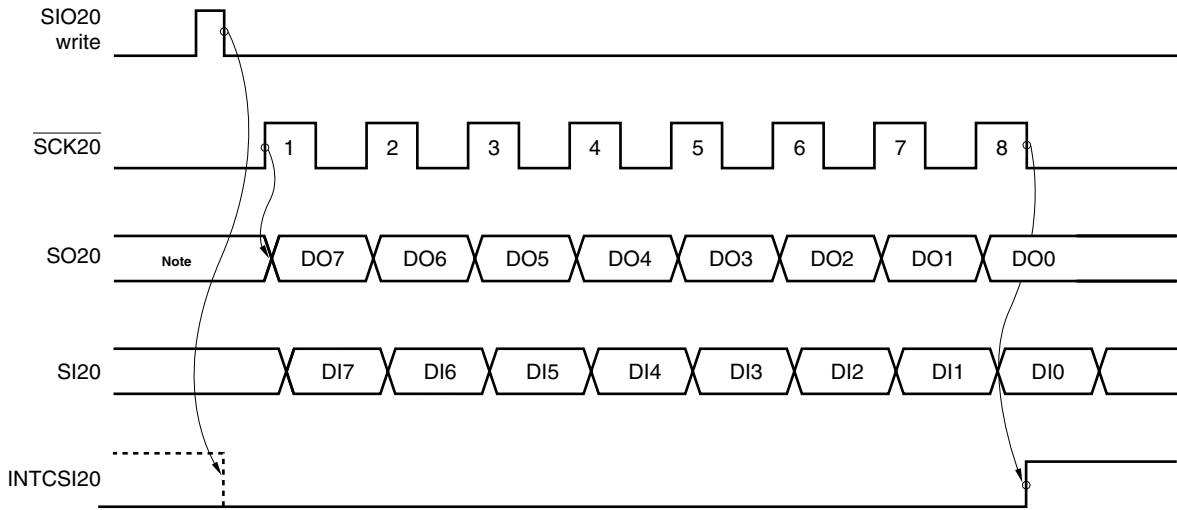 SIO20
write
SCK20
1 2 3 4 5 6 7 8
SO20
Note DO7 DO6 DO5 DO4 DO3 DO2 DO1 DO0
SI20
DI7 DI6 DI5 DI4 DI3 DI2 DI1 DI0
INTCSI20